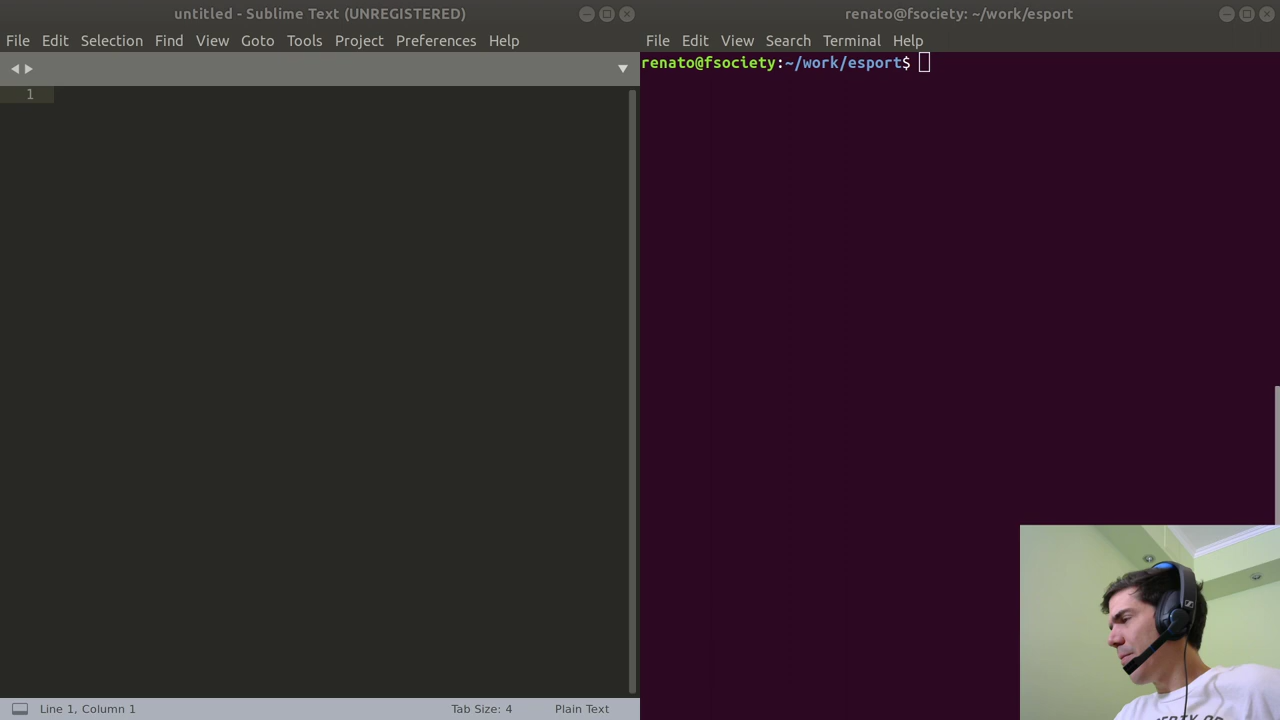 untitled - Sublime Text (UNREGISTERED)
File Edit Selection Find View Goto Tools Project Preferences Help
1
Line 1, Column 1
Tab Size: 4
Plain Text
renato@fsociety: ~/work/esport
File Edit View Search Terminal Help
renato@fsociety:~/work/esport$